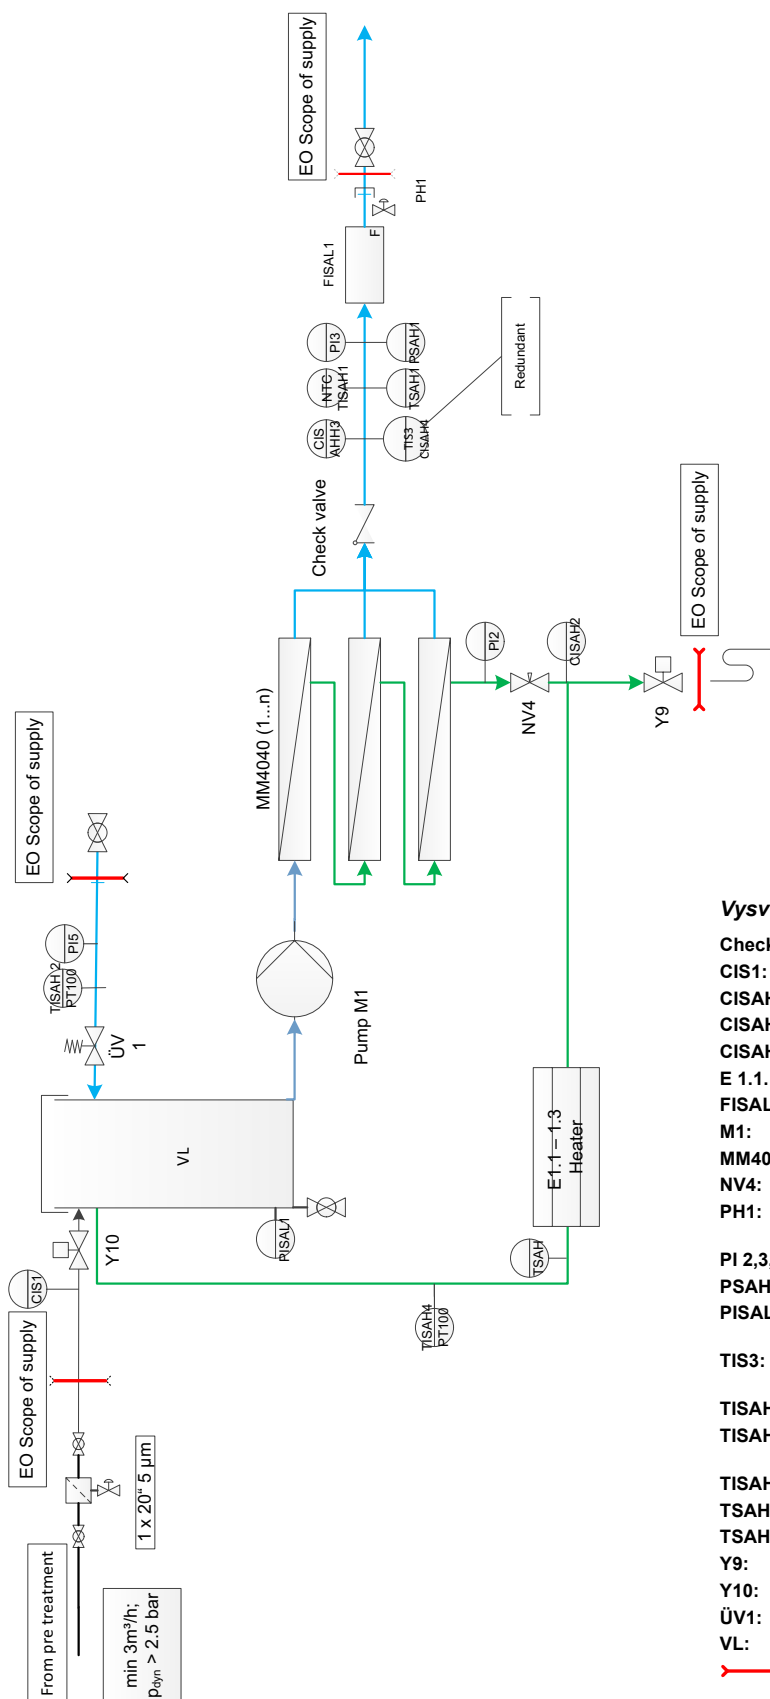 EO Scope of supply
PH1
FISAL1
F
PI3
PSAH1
NTC
TISAH1
TSAH1
CIS
AHH3
TIS3
CISAH4
Redundant
Check valve
EO Scope of supply
PI2
CISAH2
NV4
Y9
MM4040 (1...n)
EO Scope of supply
PI5
TISAH 2
PT100
ÜV
1
Pump M1
VL
E1.1 – 1.3
Heater
PISAL1
TSAH
Y10
CIS1
TISAH4
PT100
EO Scope of supply
1 x 20" 5 µm
From pre treatment
min 3m³/h;
pdyn > 2.5 bar
Vysv
Check
CIS1:
CISAH
CISAH
CISAH
E 1.1.
FISAL
M1:
MM40
NV4:
PH1:
PI 2,3,
PSAH
PISAL
TIS3:
TISAH
TISAH
TISAH
TSAH
TSAH
Y9:
Y10:
ÜV1:
VL: